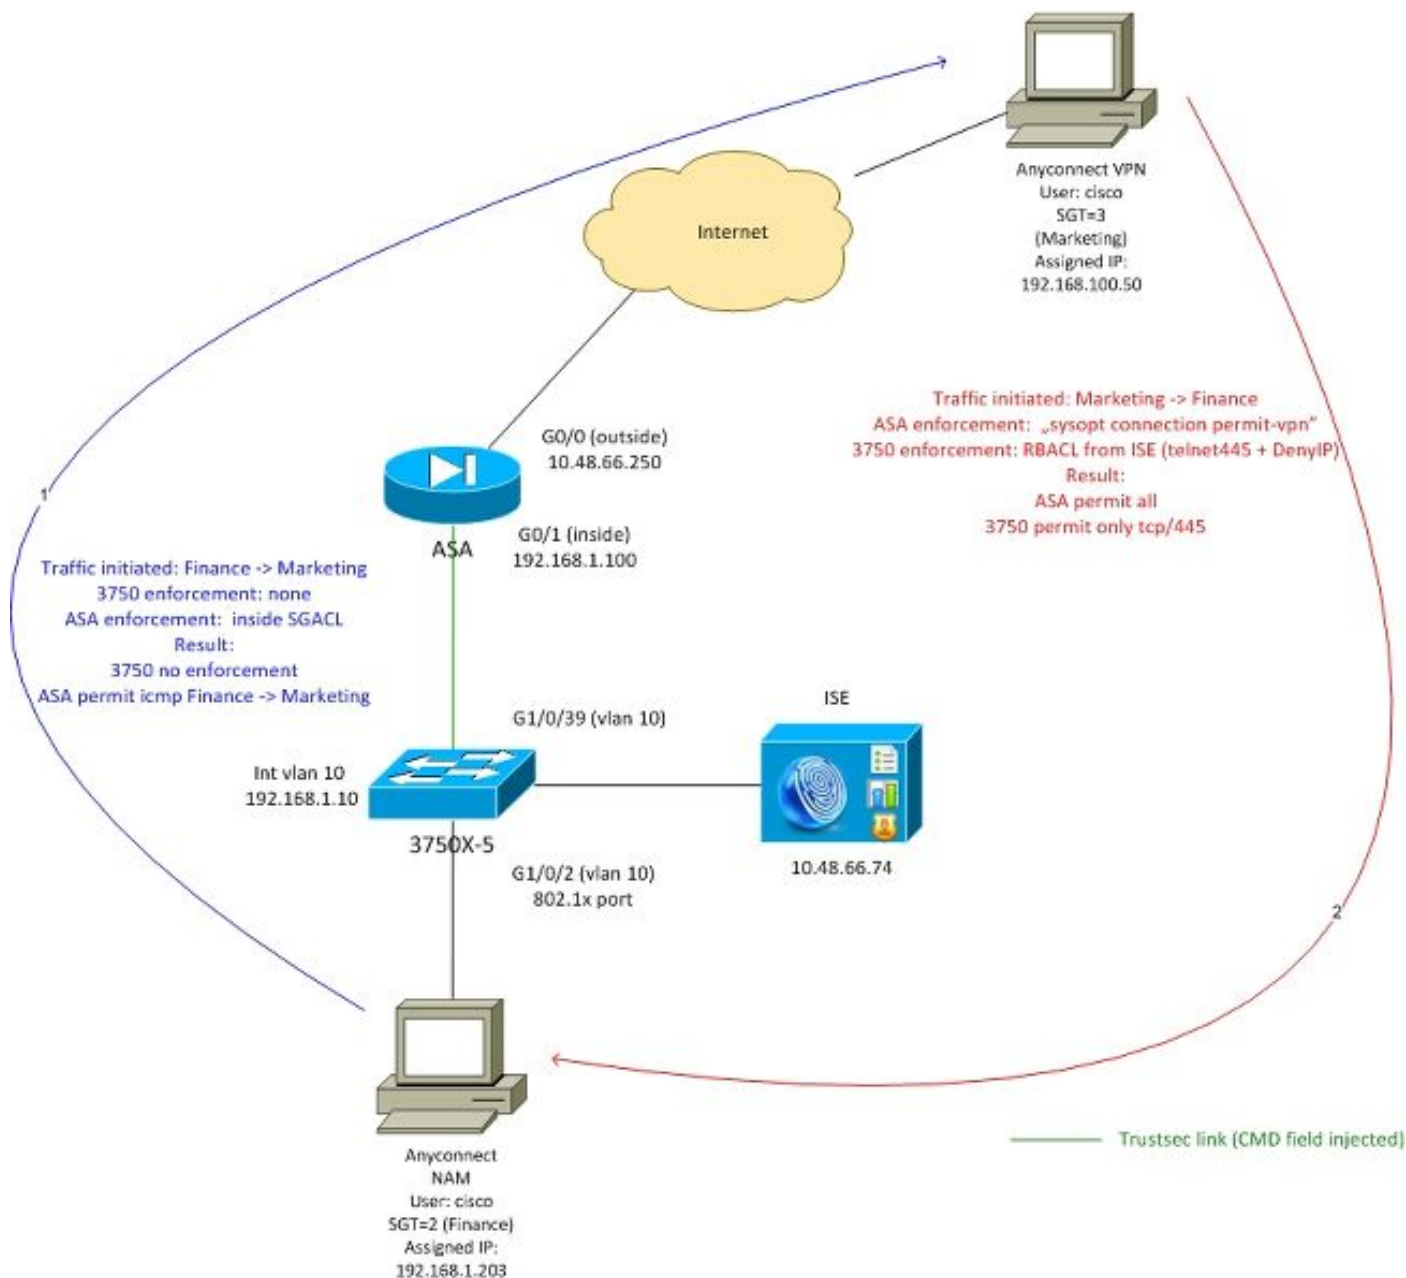 Anyconnect VPN
User: cisco
SGT=3
(Marketing)
Assigned IP:
192.168.100.50
Internet
G0/0 (outside)
10.48.66.250
ASA
G0/1 (inside)
192.168.1.100
Traffic initiated: Marketing -> Finance
ASA enforcement: „sysopt connection permit-vpn”
3750 enforcement: RBACL from ISE (telnet445 + DenyIP)
Result:
ASA permit all
3750 permit only tcp/445
1
Traffic initiated: Finance -> Marketing
3750 enforcement: none
ASA enforcement: inside SGACL
Result:
3750 no enforcement
ASA permit icmp Finance -> Marketing
G1/0/39 (vlan 10)
ISE
Int vlan 10
192.168.1.10
3750X-5
10.48.66.74
G1/0/2 (vlan 10)
802.1x port
2
Trustsec link (CMD field injected)
Anyconnect
NAM
User: cisco
SGT=2 (Finance)
Assigned IP:
192.168.1.203